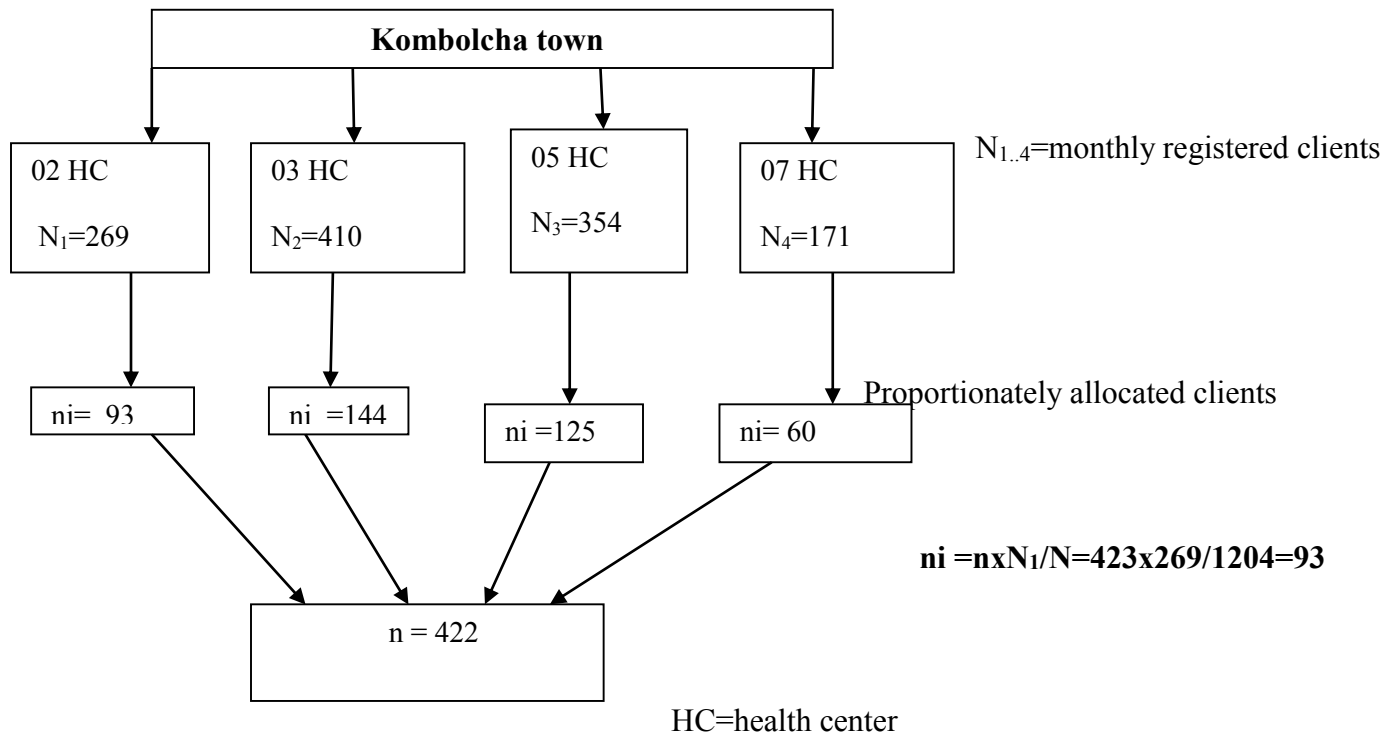 Kombolcha town
02 HC
N₁=269
03 HC
N₂=410
05 HC
N₃=354
07 HC
N₄=171
N₁..₄=monthly registered clients
ni= 93
ni =144
ni =125
ni= 60
Proportionately allocated clients
ni =nxN₁/N=423x269/1204=93
n = 422
HC=health center